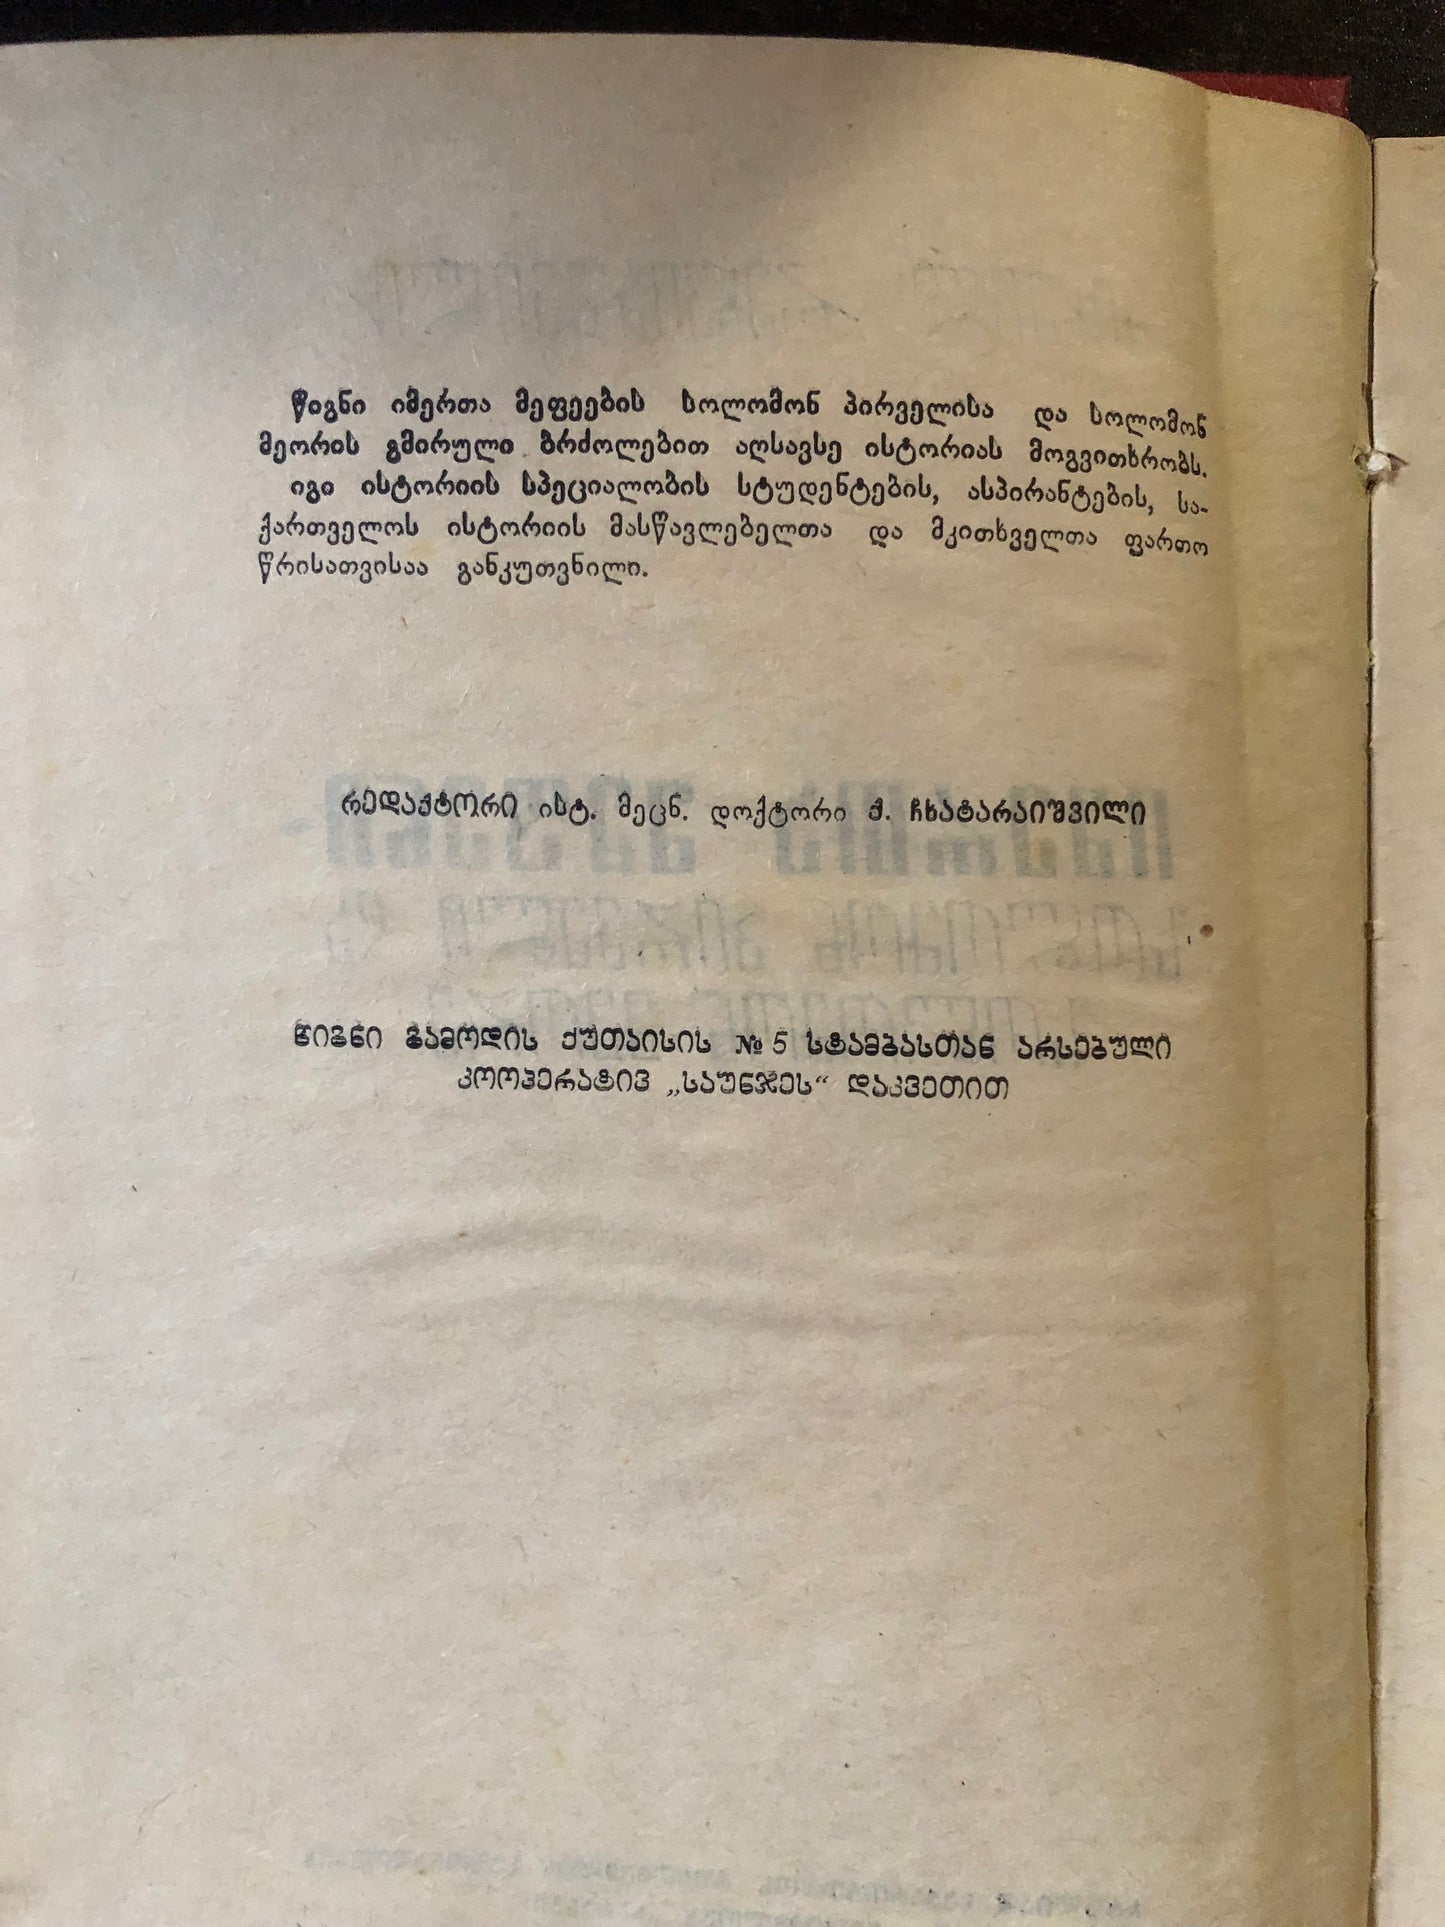 წიგნი იმერთა მეფეების სოლომონ პირველისა და სოლომონ
მეორის გმირული ბრძოლებით აღსავსე ისტორიას მოგვითხრობს.
იგი ისტორიის სპეციალობის სტუდენტების, ასპირანტების, სა-
ქართველოს ისტორიის მასწავლებელთა და მკითხველთა ფართო
წრისათვისაა განკუთვნილი.
რედაქტორი ისტ. მეცნ. დოქტორი ქ. ჩხატარაიშვილი
წიგნი გამოდის ქუთაისის № 5 სტამბასთან არსებული
კოოპერატივ „საუნჯეს“ დაკვეთით